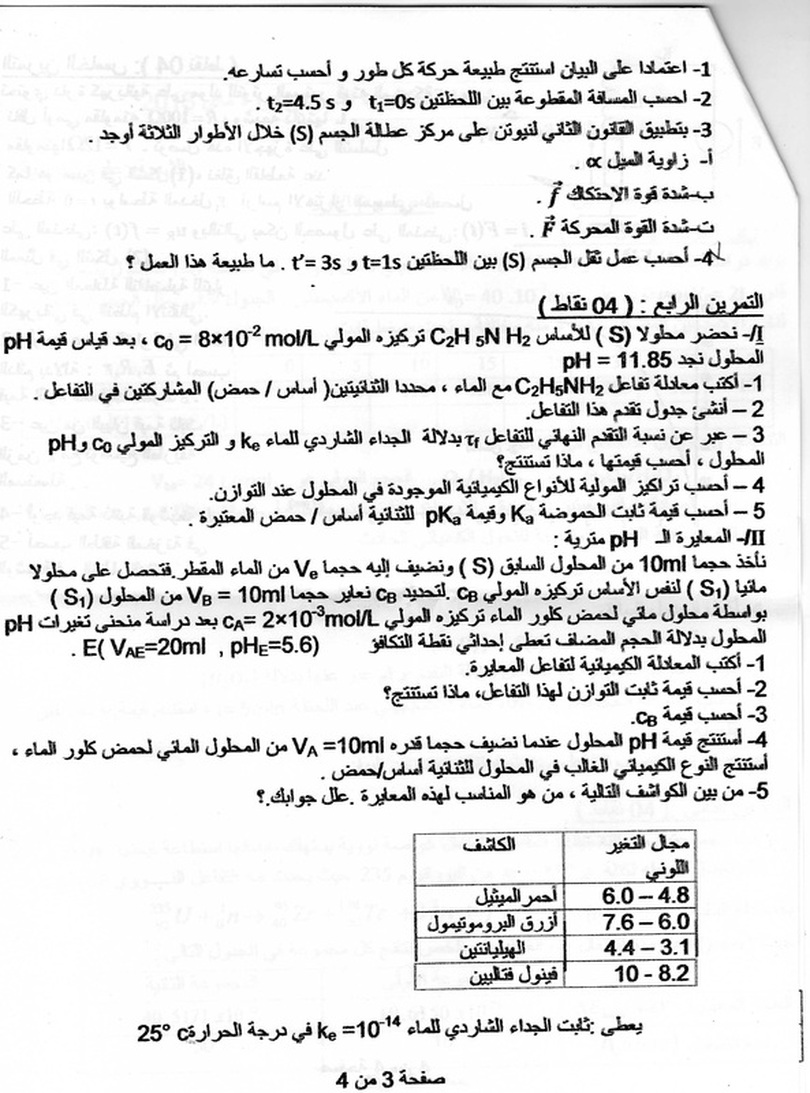 1- اعتمادا على البيان استنتج طبيعة حركة كل طور و أحسب تسارعه.
2- احسب المسافة المقطوعة بين اللحظتين t₁=0s و t₂=4.5 s .
3- بتطبيق القانون الثاني لنيوتن على مركز عطالة الجسم (S) خلال الأطوار الثلاثة أوجد .
أ- زاوية الميل α .
ب-شدة قوة الاحتكاك f⃗ .
ت-شدة القوة المحركة F⃗ .
4- أحسب عمل ثقل الجسم (S) بين اللحظتين t=1s و t'= 3s . ما طبيعة هذا العمل ؟
التمرين الرابع : ( 04 نقاط )
I/- نحضر محلولا (S ) للأساس C₂H ₅N H₂ تركيزه المولي c₀ = 8×10⁻² mol/L ، بعد قياس قيمة pH
المحلول نجد pH = 11.85
1- أكتب معادلة تفاعل C₂H₅NH₂ مع الماء ، محددا الثنائيتين( أساس / حمض) المشاركتين في التفاعل .
2 – أنشئ جدول تقدم هذا التفاعل.
3 – عبر عن نسبة التقدم النهائي للتفاعل τf بدلالة الجداء الشاردي للماء ke و التركيز المولي c₀ و pH
المحلول ، أحسب قيمتها ، ماذا تستنتج؟
4 – أحسب تراكيز المولية للأنواع الكيميائية الموجودة في المحلول عند التوازن.
5 – أحسب قيمة ثابت الحموضة Ka وقيمة pKa للثنائية أساس / حمض المعتبرة .
II/- المعايرة الـ pH مترية :
نأخذ حجما 10ml من المحلول السابق (S ) ونضيف إليه حجما Ve من الماء المقطر.فتحصل على محلولا
مائيا (S₁ ) لنفس الأساس تركيزه المولي cB .لتحديد cB نعاير حجما VB = 10ml من المحلول (S₁ )
بواسطة محلول مائي لحمض كلور الماء تركيزه المولي cA= 2×10⁻³mol/L بعد دراسة منحنى تغيرات pH
المحلول بدلالة الحجم المضاف تعطى إحداثي نقطة التكافؤ E( VAE=20ml , pHE=5.6) .
1- أكتب المعادلة الكيميائية لتفاعل المعايرة.
2- أحسب قيمة ثابت التوازن لهذا التفاعل، ماذا تستنتج؟
3- أحسب قيمة cB.
4- أستنتج قيمة pH المحلول عندما نضيف حجما قدره VA =10ml من المحلول المائي لحمض كلور الماء ،
أستنتج النوع الكيميائي الغالب في المحلول للثنائية أساس/حمض .
5- من بين الكواشف التالية ، من هو المناسب لهذه المعايرة .علل جوابك.؟
الكاشف مجال التغير اللوني
أحمر الميثيل 4.8 – 6.0
أزرق البروموتيمول 6.0 – 7.6
الهيليانتين 3.1 – 4.4
فينول فتاليين 8.2 - 10
يعطى :ثابت الجداء الشاردي للماء ke =10⁻¹⁴ في درجة الحرارة 25° c
صفحة 3 من 4